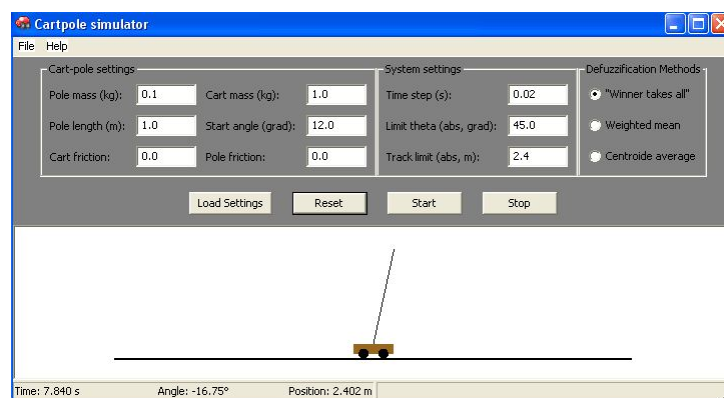 Cartpole simulator
File Help
Cart-pole settings System settings Defuzzification Methods
Pole mass (kg): 0.1 Cart mass (kg): 1.0 Time step (s): 0.02 "Winner takes all"
Pole length (m): 1.0 Start angle (grad): 12.0 Limit theta (abs, grad): 45.0 Weighted mean
Cart friction: 0.0 Pole friction: 0.0 Track limit (abs, m): 2.4 Centroide average
Load Settings Reset Start Stop
Time: 7.840 s Angle: -16.75° Position: 2.402 m